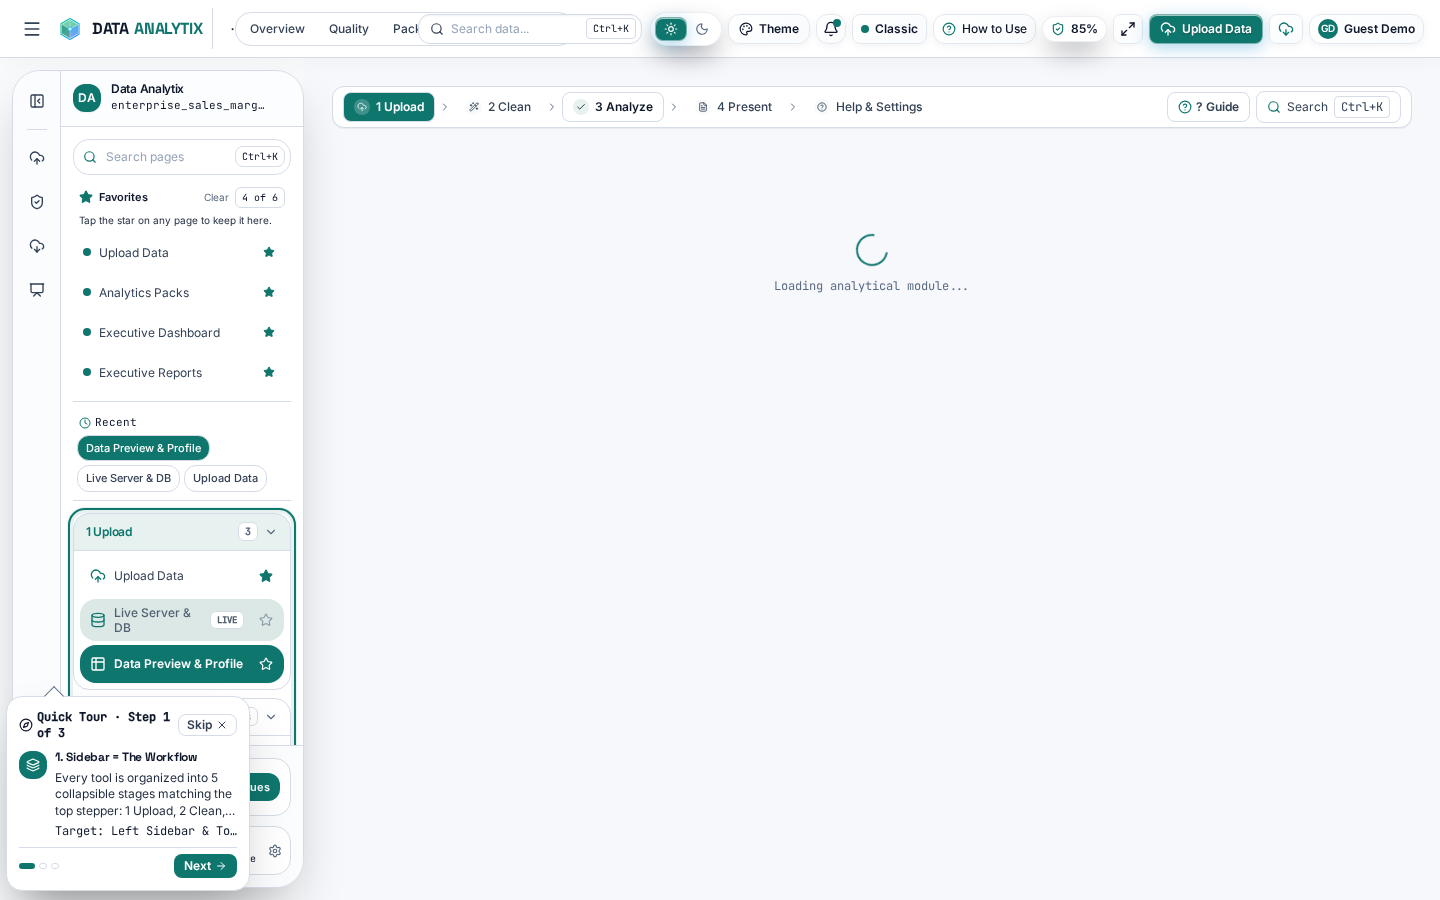 DATA ANALYTIX
Overview
Quality
Search data...
Ctrl+K
Theme
Classic
How to Use
85%
Upload Data
GD
Guest Demo
DA
Data Analytix
enterprise_sales_marg…
Search pages
Ctrl+K
Favorites
Clear
4 of 6
Tap the star on any page to keep it here.
Upload Data
Analytics Packs
Executive Dashboard
Executive Reports
Recent
Data Preview & Profile
Live Server & DB
Upload Data
1 Upload
3
Upload Data
Live Server &
DB
LIVE
Data Preview & Profile
Quick Tour · Step 1
of 3
Skip
1. Sidebar = The Workflow
Every tool is organized into 5
collapsible stages matching the
top stepper: 1 Upload, 2 Clean,…
Target: Left Sidebar & To…
Next
1 Upload
2 Clean
3 Analyze
4 Present
Help & Settings
? Guide
Search
Ctrl+K
Loading analytical module...